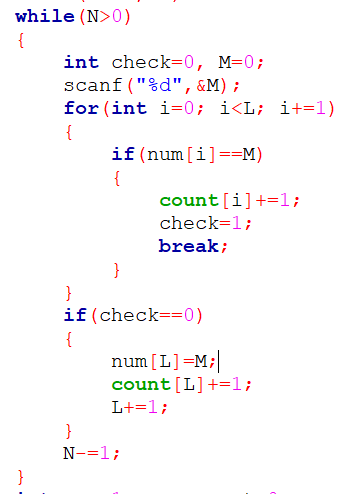 while(N>0)
{
    int check=0, M=0;
    scanf("%d",&M);
    for(int i=0; i<L; i+=1)
    {
        if(num[i]==M)
        {
            count[i]+=1;
            check=1;
            break;
        }
    }
    if(check==0)
    {
        num[L]=M;
        count[L]+=1;
        L+=1;
    }
    N-=1;
}